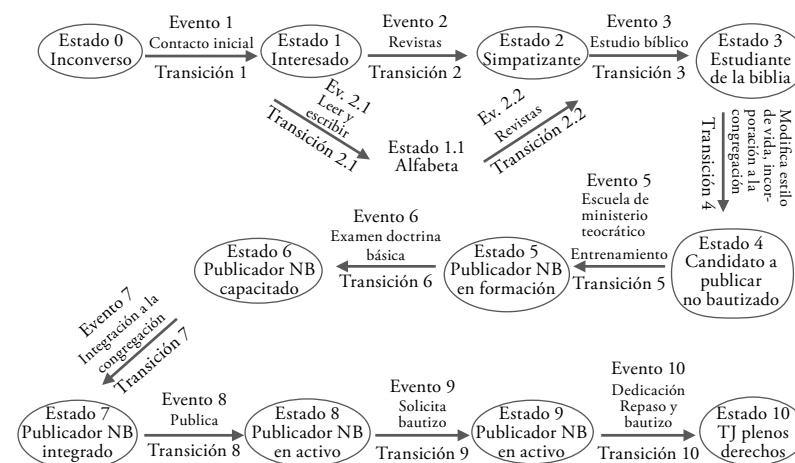 Evento 1
Contacto inicial
Transición 1
Evento 2
Revistas
Transición 2
Evento 3
Estudio bíblico
Transición 3
Estado 0
Inconverso
Estado 1
Interesado
Estado 2
Simpatizante
Estado 3
Estudiante
de la biblia
Ev. 2.1
Leer y
escribir
Transición 2.1
Estado 1.1
Alfabeta
Ev. 2.2
Revistas
Transición 2.2
Modifica estilo
de vida, incor-
poración a la
congregación
Transición 4
Estado 4
Candidato a
publicar
no bautizado
Evento 5
Escuela de
ministerio
teocrático
Entrenamiento
Transición 5
Estado 5
Publicador NB
en formación
Evento 6
Examen doctrina
básica
Transición 6
Estado 6
Publicador NB
capacitado
Evento 7
Integración a la
congregación
Transición 7
Estado 7
Publicador NB
integrado
Evento 8
Publica
Transición 8
Estado 8
Publicador NB
en activo
Evento 9
Solicita
bautizo
Transición 9
Estado 9
Publicador NB
en activo
Evento 10
Dedicación
Repaso y
bautizo
Transición 10
Estado 10
TJ plenos
derechos